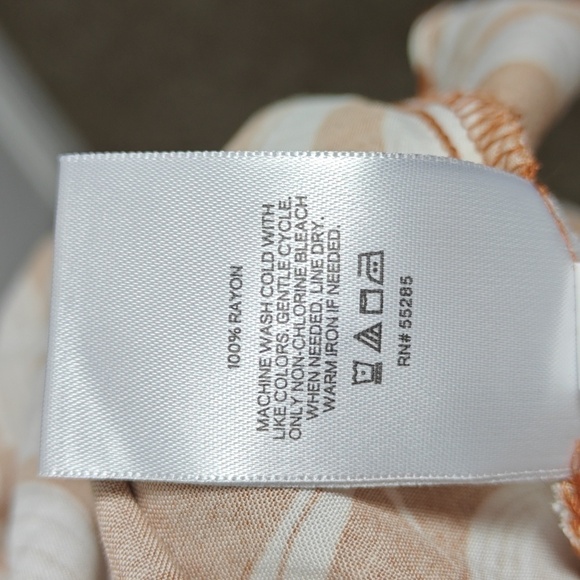 100% RAYON
MACHINE WASH COLD WITH
LIKE COLORS. GENTLE CYCLE.
ONLY NON-CHLORINE BLEACH
WHEN NEEDED. LINE DRY.
WARM IRON IF NEEDED.
RN# 55285